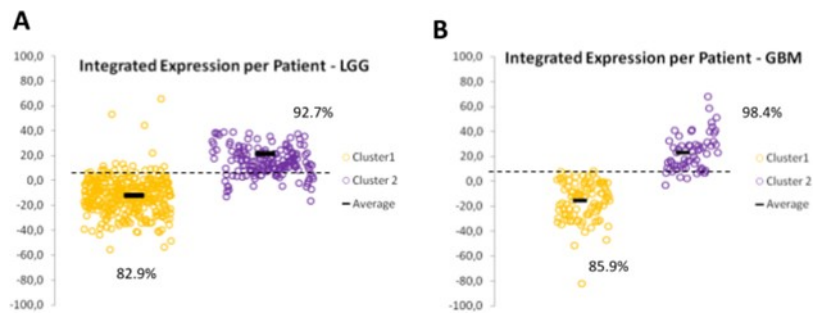 A
Integrated Expression per Patient - LGG
100,0
80,0
60,0
40,0
20,0
0,0
-20,0
-40,0
-60,0
-80,0
-100,0
92.7%
82.9%
Cluster1
Cluster 2
Average
B
Integrated Expression per Patient - GBM
100,0
80,0
60,0
40,0
20,0
0,0
-20,0
-40,0
-60,0
-80,0
-100,0
98.4%
85.9%
Cluster1
Cluster 2
Average